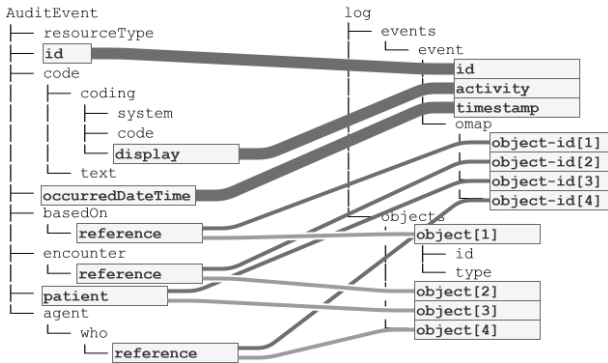 AuditEvent
resourceType
id
code
coding
system
code
display
text
occurredDateTime
basedOn
reference
encounter
reference
patient
agent
who
reference
log
events
event
id
activity
timestamp
omap
object-id[1]
object-id[2]
object-id[3]
object-id[4]
objects
object[1]
id
type
object[2]
object[3]
object[4]